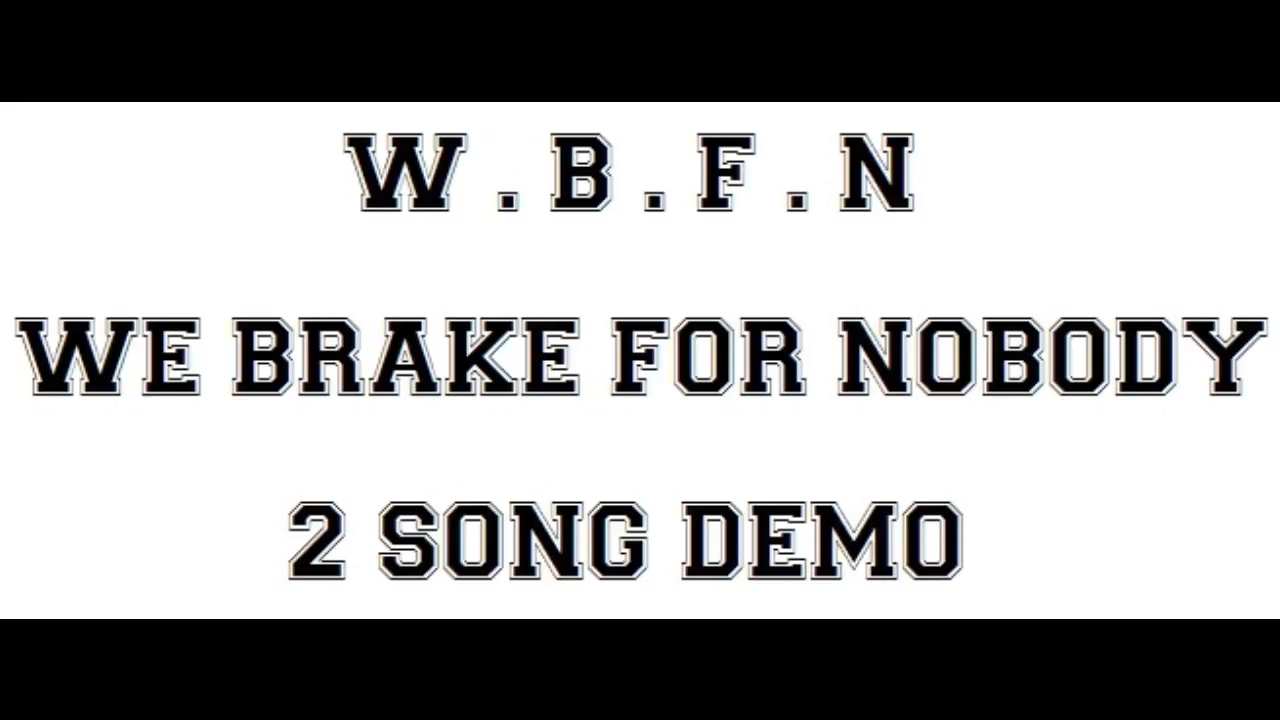 W . B . F . N
WE BRAKE FOR NOBODY
2 SONG DEMO